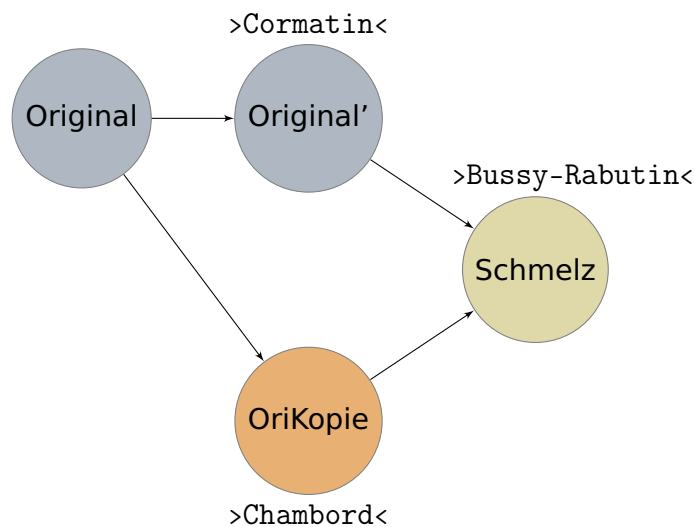 >Cormatin<
Original
Original’
>Bussy-Rabutin<
Schmelz
OriKopie
>Chambord<